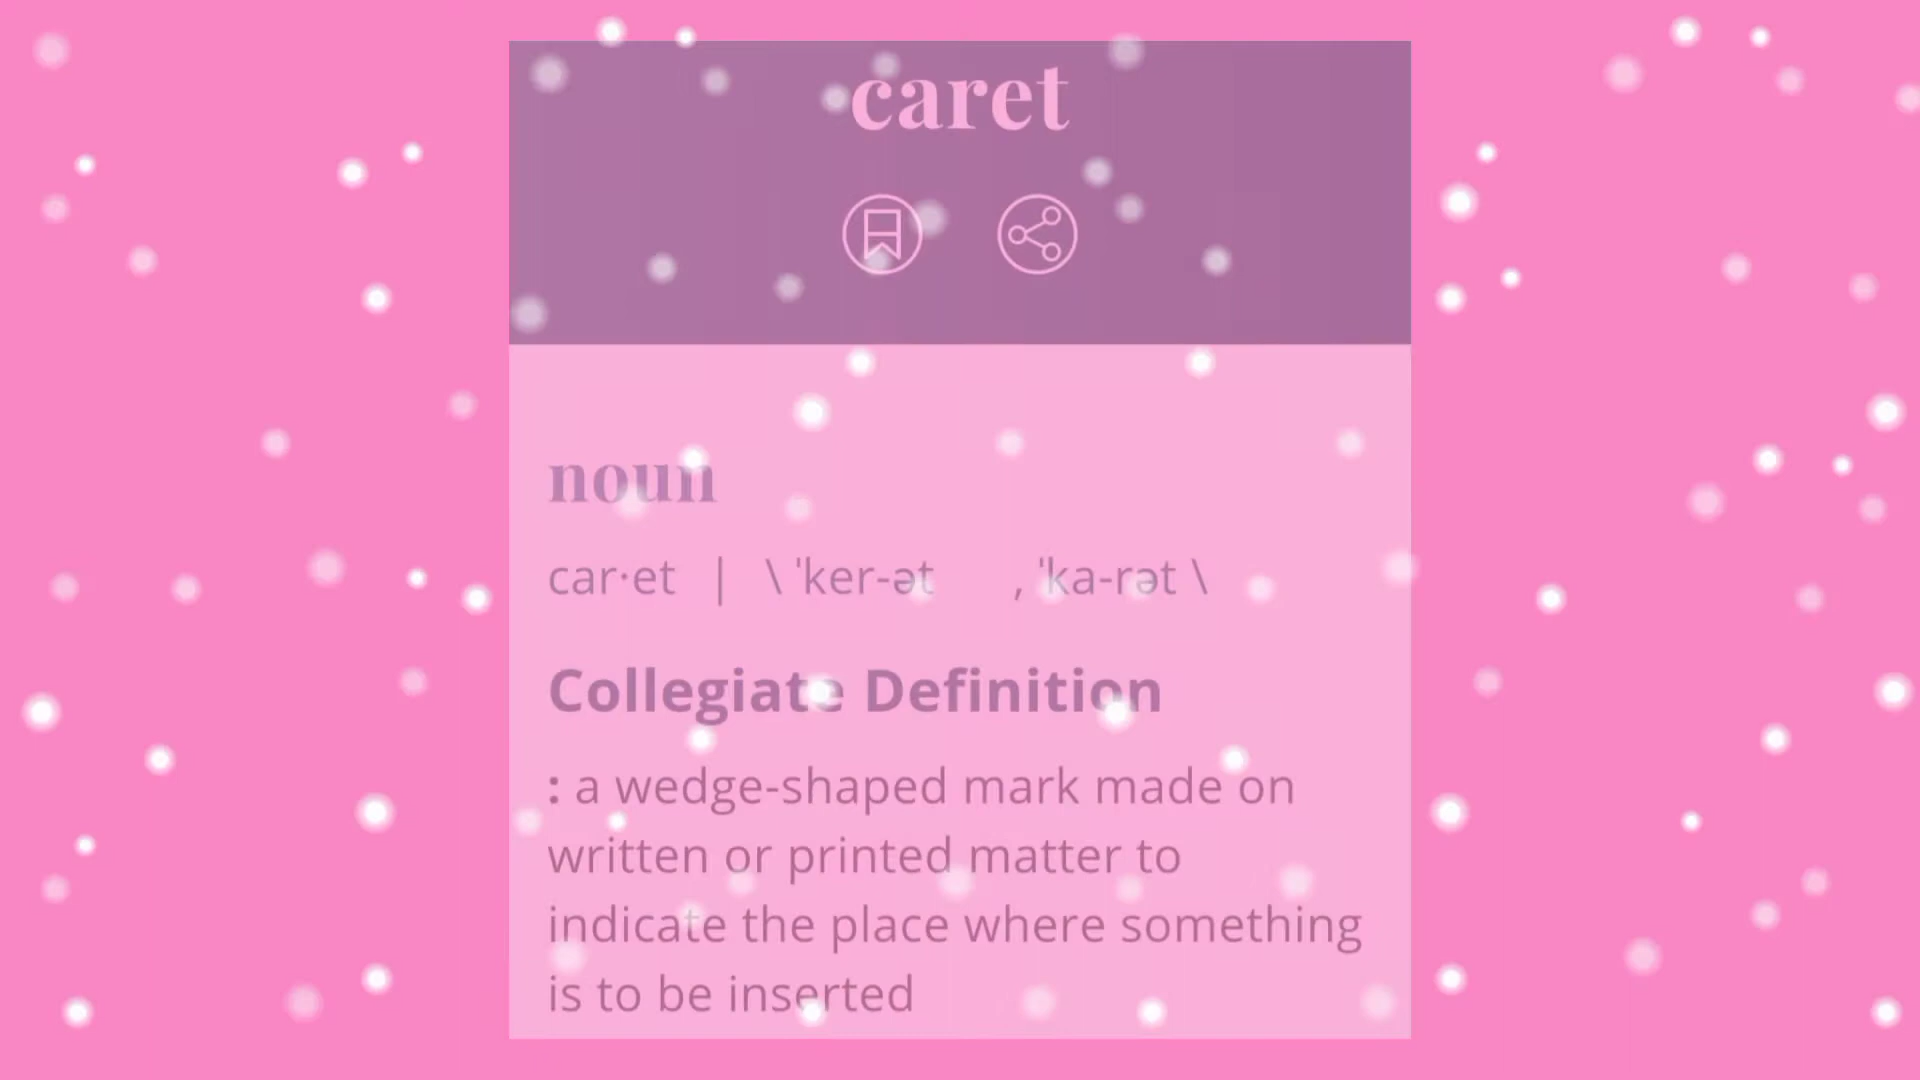 caret
noun
car·et | \ ˈker-ət , ˈka-rət \
Collegiate Definition
: a wedge-shaped mark made on
written or printed matter to
indicate the place where something
is to be inserted